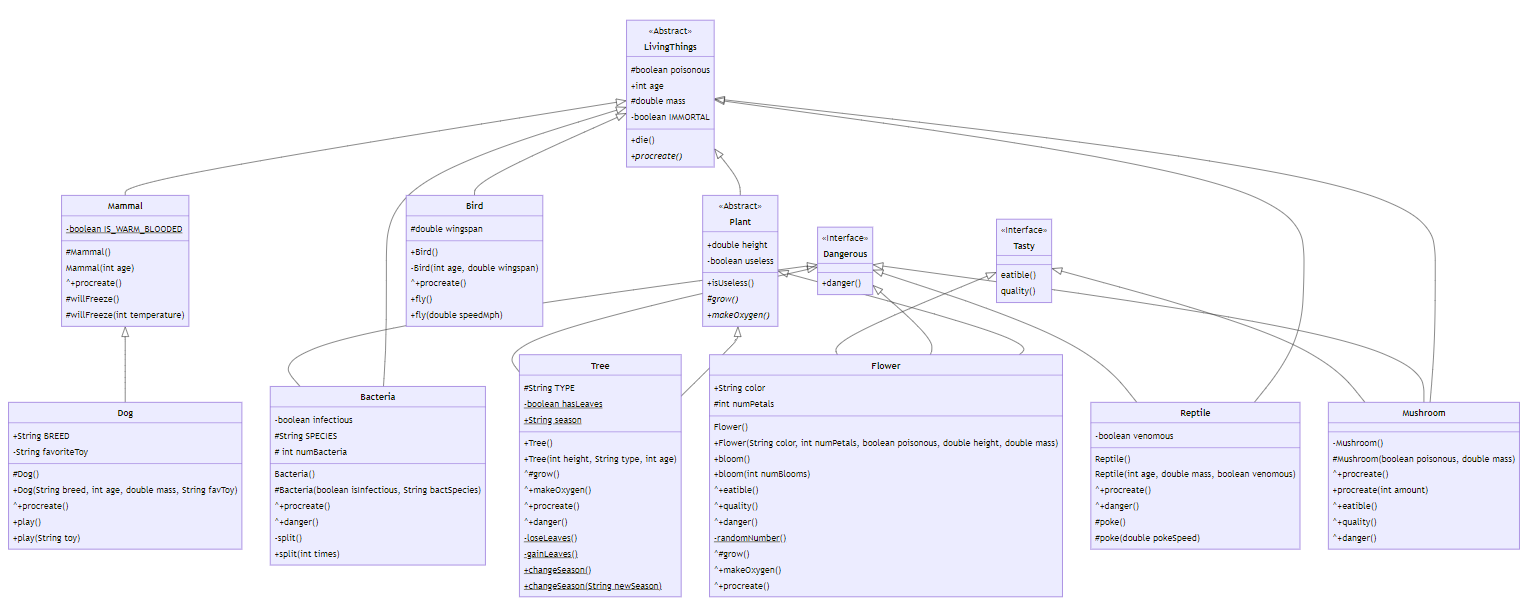 «Abstract»
LivingThings
#boolean poisonous
+int age
#double mass
-boolean IMMORTAL
+die()
+procreate()
Mammal
-boolean IS_WARM_BLOODED
#Mammal()
Mammal(int age)
^+procreate()
#willFreeze()
#willFreeze(int temperature)
Bird
#double wingspan
+Bird()
-Bird(int age, double wingspan)
^+procreate()
+fly()
+fly(double speedMph)
«Abstract»
Plant
+double height
-boolean useless
+isUseless()
#grow()
+makeOxygen()
«Interface»
Dangerous
+danger()
«Interface»
Tasty
eatible()
quality()
Dog
+String BREED
-String favoriteToy
#Dog()
+Dog(String breed, int age, double mass, String favToy)
^+procreate()
+play()
+play(String toy)
Bacteria
-boolean infectious
#String SPECIES
# int numBacteria
Bacteria()
#Bacteria(boolean isInfectious, String bactSpecies)
^+procreate()
^+danger()
-split()
+split(int times)
Tree
#String TYPE
-boolean hasLeaves
+String season
+Tree()
+Tree(int height, String type, int age)
^#grow()
^+makeOxygen()
^+procreate()
^+danger()
-loseLeaves()
-gainLeaves()
+changeSeason()
+changeSeason(String newSeason)
Flower
+String color
#int numPetals
Flower()
+Flower(String color, int numPetals, boolean poisonous, double height, double mass)
+bloom()
+bloom(int numBlooms)
^+eatible()
^+quality()
^+danger()
-randomNumber()
^#grow()
^+makeOxygen()
^+procreate()
Reptile
-boolean venomous
Reptile()
Reptile(int age, double mass, boolean venomous)
^+procreate()
^+danger()
#poke()
#poke(double pokeSpeed)
Mushroom
-Mushroom()
#Mushroom(boolean poisonous, double mass)
^+procreate()
+procreate(int amount)
^+eatible()
^+quality()
^+danger()